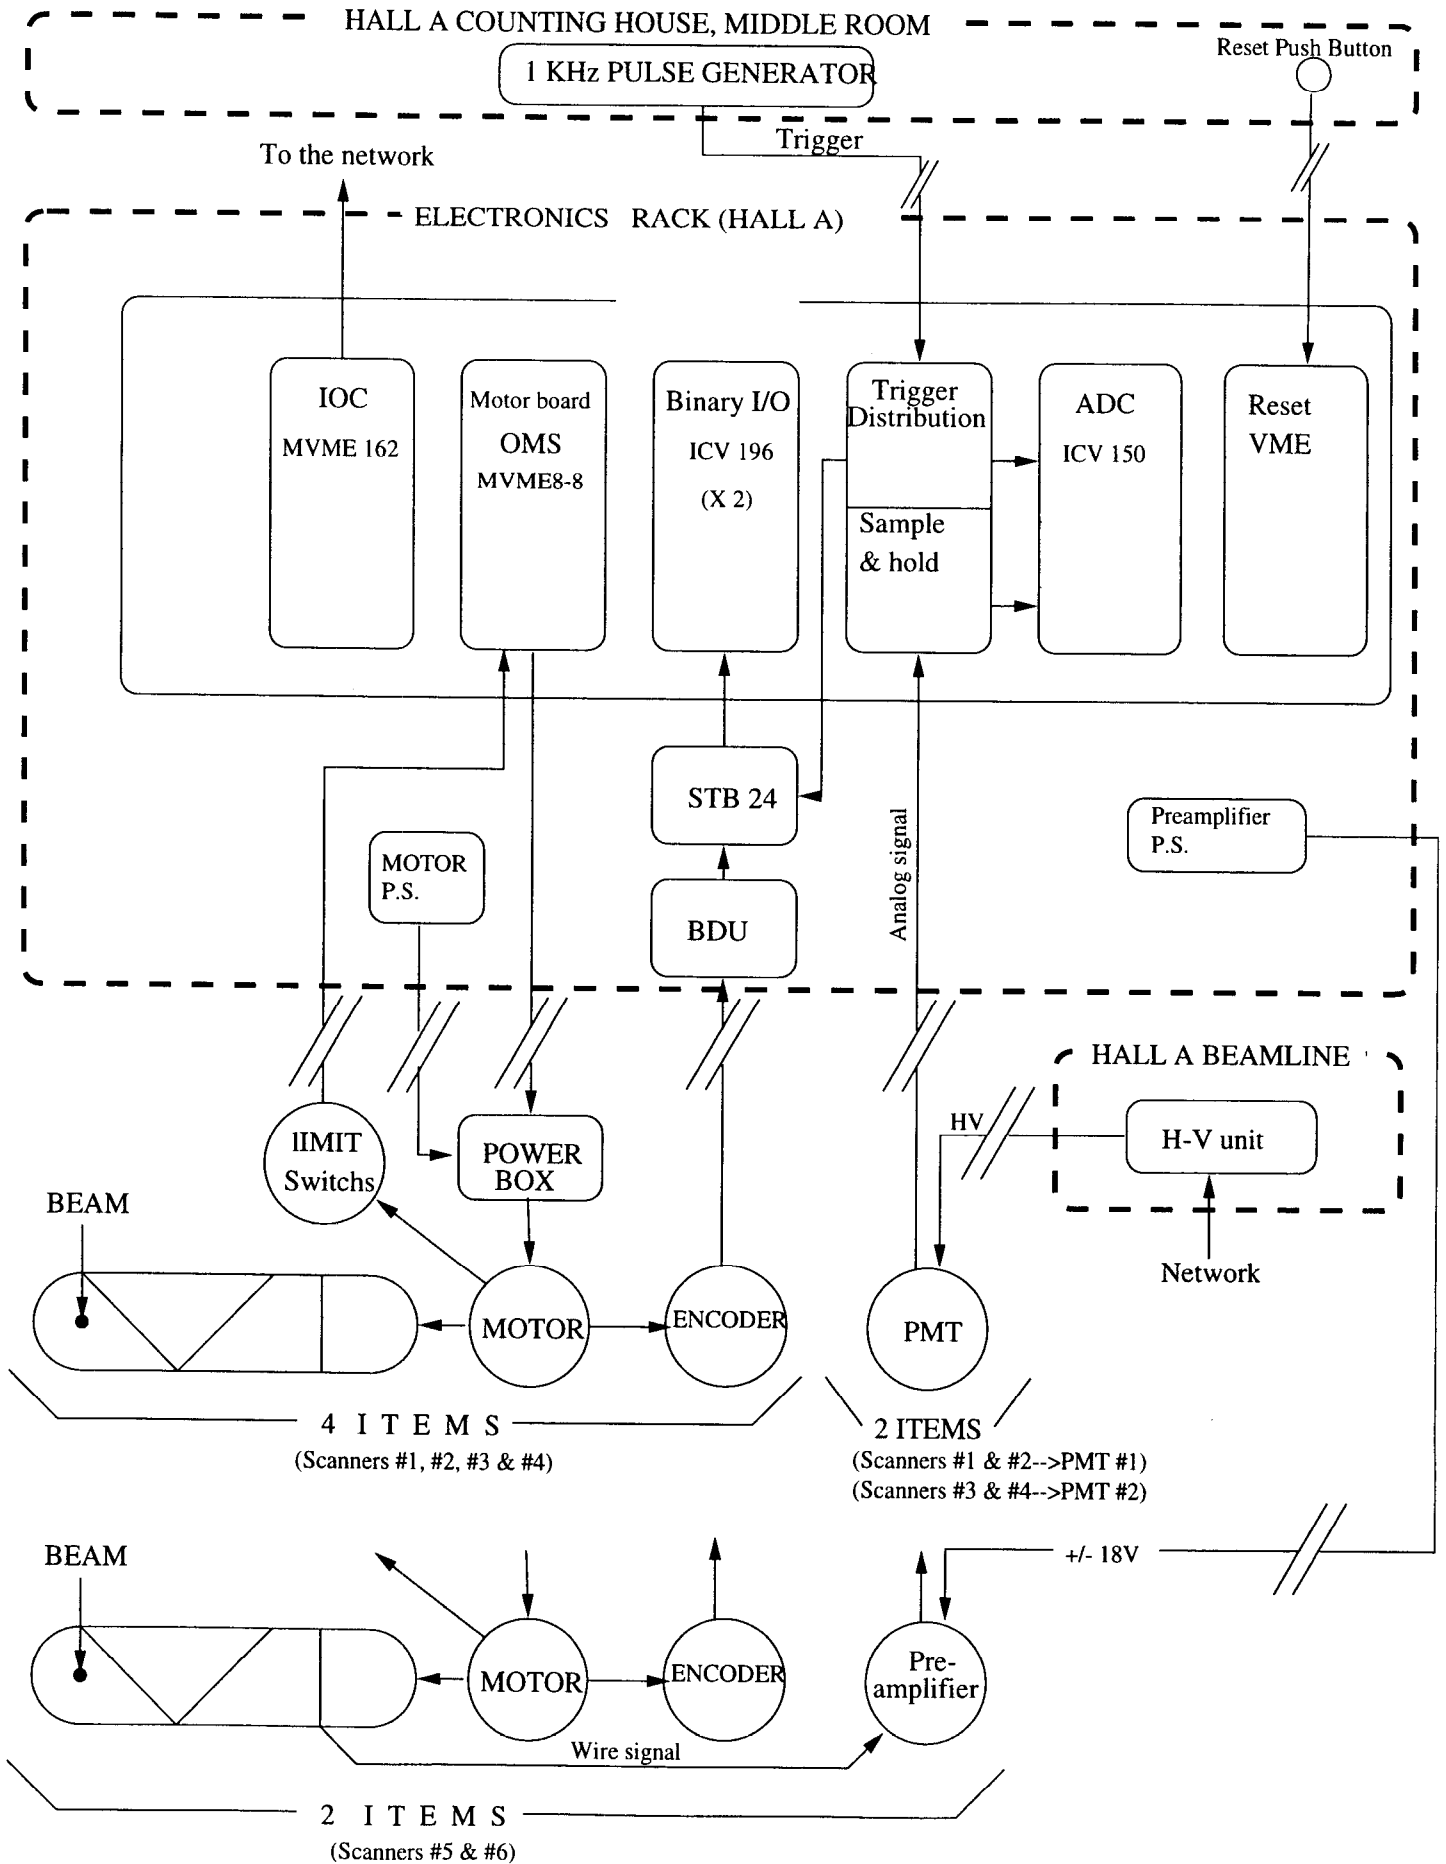 HALL A COUNTING HOUSE, MIDDLE ROOM
Reset Push Button
1 KHz PULSE GENERATOR
Trigger
To the network
ELECTRONICS RACK (HALL A)
IOC
MVME 162
Motor board
OMS
MVME8-8
Binary I/O
ICV 196
(X 2)
Trigger
Distribution
Sample
& hold
ADC
ICV 150
Reset
VME
STB 24
Preamplifier
P.S.
MOTOR
P.S.
Analog signal
BDU
HALL A BEAMLINE
HV
H-V unit
lIMIT
Switchs
POWER
BOX
BEAM
Network
MOTOR
ENCODER
PMT
4 I T E M S
(Scanners #1, #2, #3 & #4)
2 ITEMS
(Scanners #1 & #2-->PMT #1)
(Scanners #3 & #4-->PMT #2)
BEAM
+/- 18V
MOTOR
ENCODER
Pre-
amplifier
Wire signal
2 I T E M S
(Scanners #5 & #6)